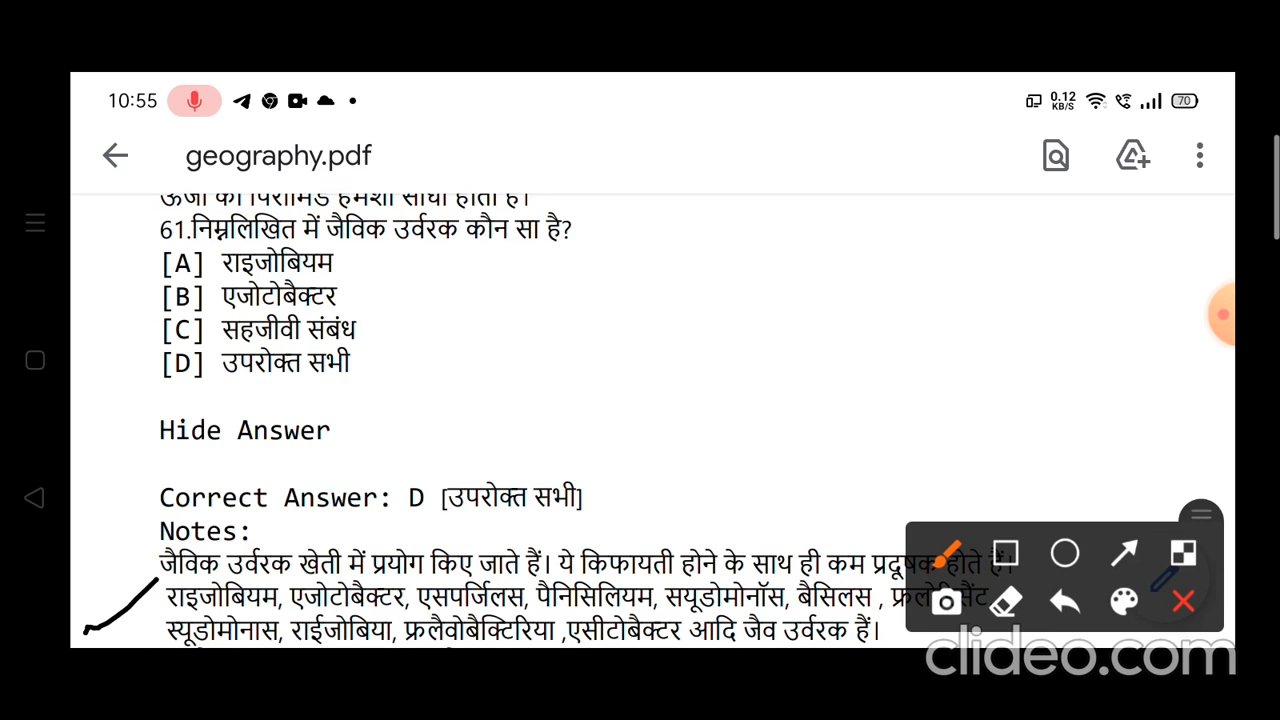 10:55
0.12
KB/S
70
geography.pdf
ऊर्जा का पिरामिड हमेशा सीधा होता है।
61.निम्नलिखित में जैविक उर्वरक कौन सा है?
[A] राइजोबियम
[B] एजोटोबैक्टर
[C] सहजीवी संबंध
[D] उपरोक्त सभी
Hide Answer
Correct Answer: D [उपरोक्त सभी]
Notes:
जैविक उर्वरक खेती में प्रयोग किए जाते हैं। ये किफायती होने के साथ ही कम प्रदूषक होते हैं।
राइजोबियम, एजोटोबैक्टर, एसपर्जिलस, पैनिसिलियम, सयूडोमोनॉस, बैसिलस ,
स्यूडोमोनास, राईजोबिया, फ्रलैवोबैक्टिरिया ,एसीटोबैक्टर आदि जैव उर्वरक हैं।
clideo.com